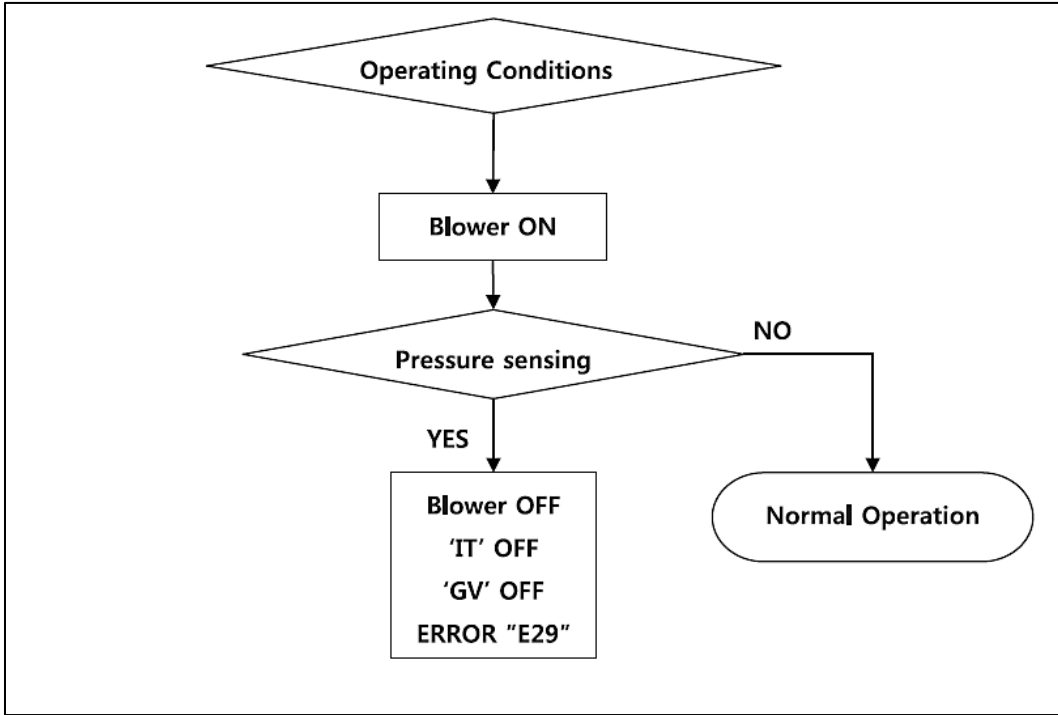 Operating Conditions
Blower ON
Pressure sensing
NO
YES
Blower OFF
‘IT’ OFF
‘GV’ OFF
ERROR "E29"
Normal Operation